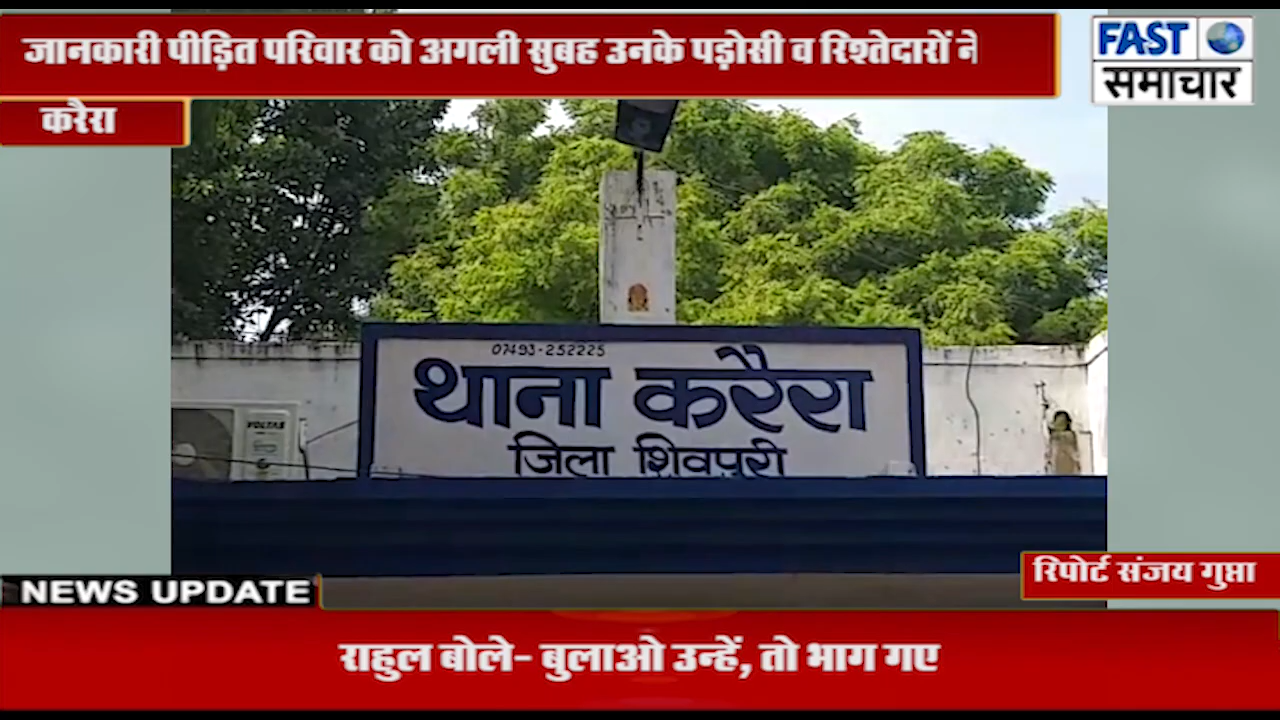 जानकारी पीड़ित परिवार को अगली सुबह उनके पड़ोसी व रिश्तेदारों ने
FAST
समाचार
करैरा
07493-252225
थाना करैरा
जिला शिवपुरी
VOLTAS
रिपोर्ट संजय गुप्ता
NEWS UPDATE
राहुल बोले- बुलाओ उन्हें, तो भाग गए